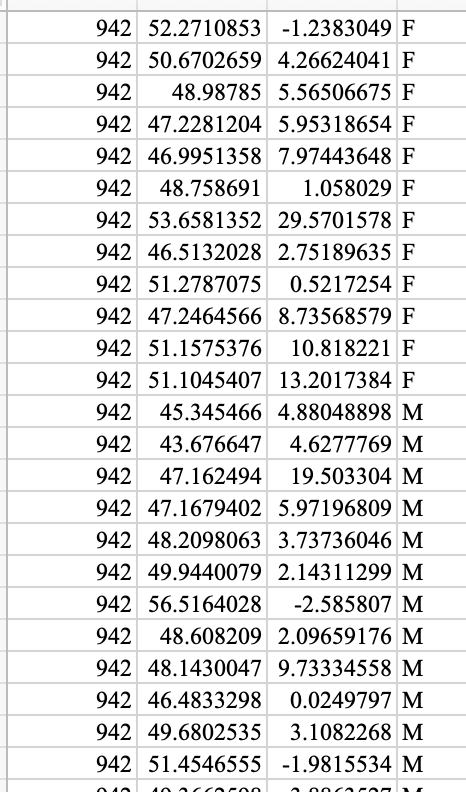 942 52.2710853 -1.2383049 F
942 50.6702659 4.26624041 F
942 48.98785 5.56506675 F
942 47.2281204 5.95318654 F
942 46.9951358 7.97443648 F
942 48.758691 1.058029 F
942 53.6581352 29.5701578 F
942 46.5132028 2.75189635 F
942 51.2787075 0.5217254 F
942 47.2464566 8.73568579 F
942 51.1575376 10.818221 F
942 51.1045407 13.2017384 F
942 45.345466 4.88048898 M
942 43.676647 4.6277769 M
942 47.162494 19.503304 M
942 47.1679402 5.97196809 M
942 48.2098063 3.73736046 M
942 49.9440079 2.14311299 M
942 56.5164028 -2.585807 M
942 48.608209 2.09659176 M
942 48.1430047 9.73334558 M
942 46.4833298 0.0249797 M
942 49.6802535 3.1082268 M
942 51.4546555 -1.9815534 M